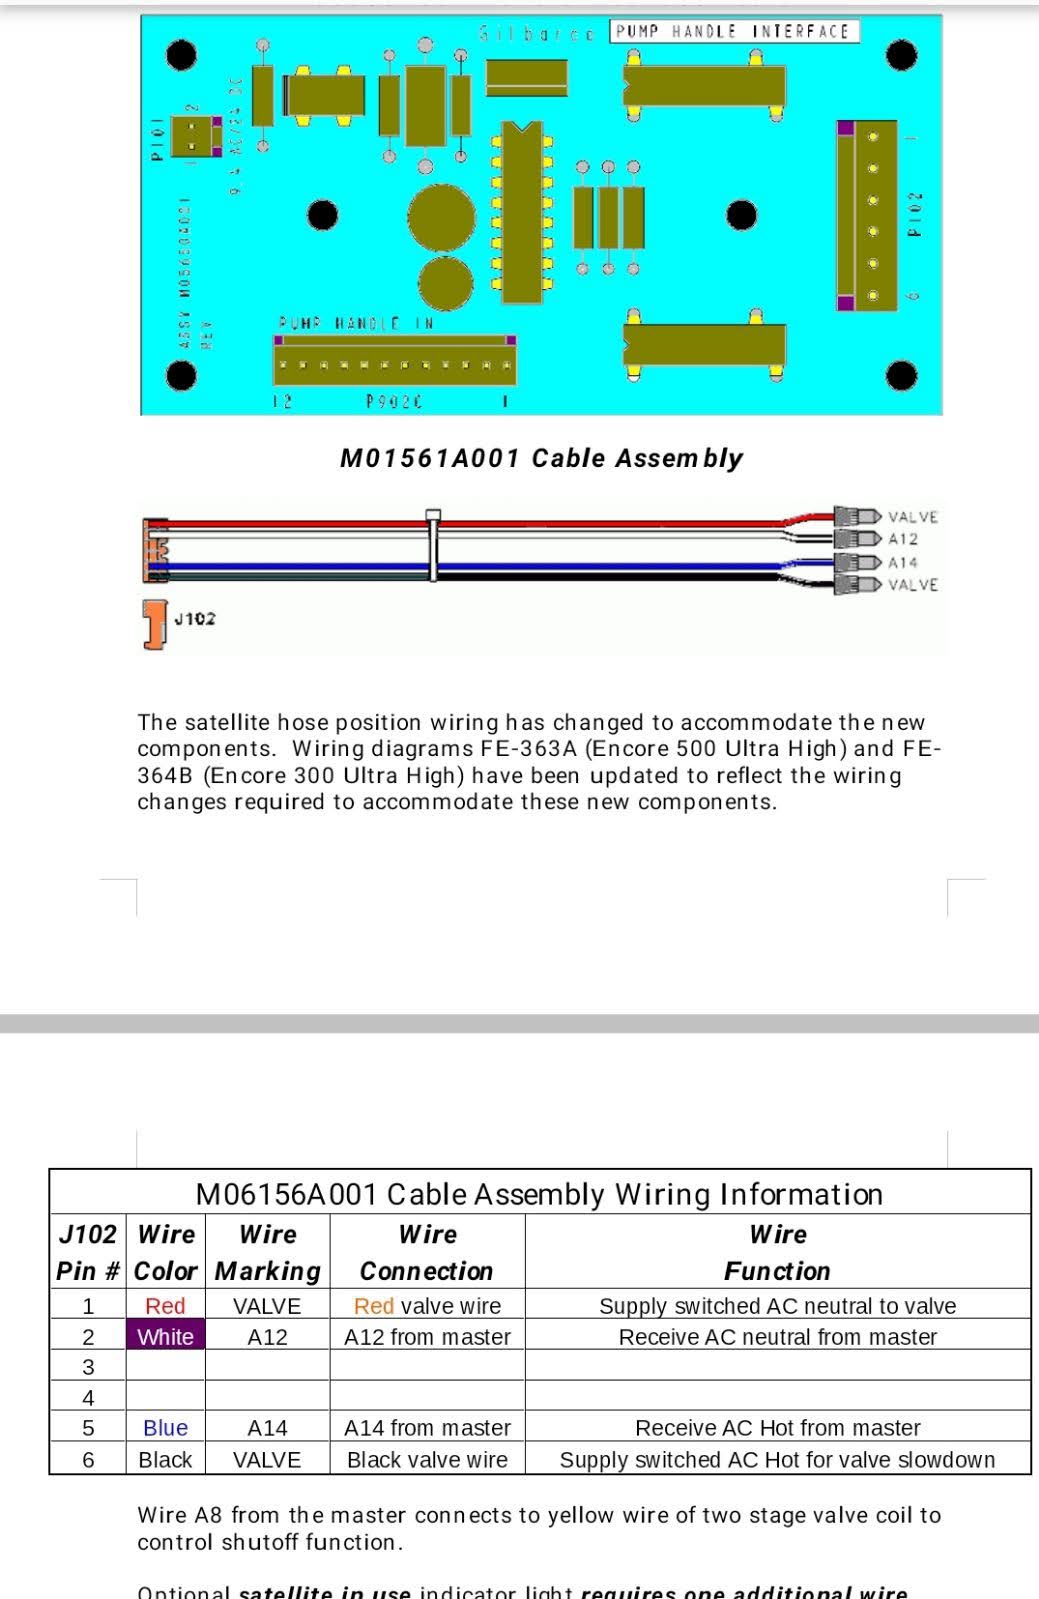 Gilbarco PUMP HANDLE INTERFACE
P101
2
1
9.4 AC/24 DC
ASSY M05650A001
REV
1
P102
6
PUMP HANDLE IN
12 P902C 1
M01561A001 Cable Assembly
VALVE
A12
A14
VALVE
J102
The satellite hose position wiring has changed to accommodate the new
components. Wiring diagrams FE-363A (Encore 500 Ultra High) and FE-
364B (Encore 300 Ultra High) have been updated to reflect the wiring
changes required to accommodate these new components.
M06156A001 Cable Assembly Wiring Information
J102 Pin # Wire Color Wire Marking Wire Connection Wire Function
1 Red VALVE Red valve wire Supply switched AC neutral to valve
2 White A12 A12 from master Receive AC neutral from master
3
4
5 Blue A14 A14 from master Receive AC Hot from master
6 Black VALVE Black valve wire Supply switched AC Hot for valve slowdown
Wire A8 from the master connects to yellow wire of two stage valve coil to
control shutoff function.
Optional satellite in use indicator light requires one additional wire